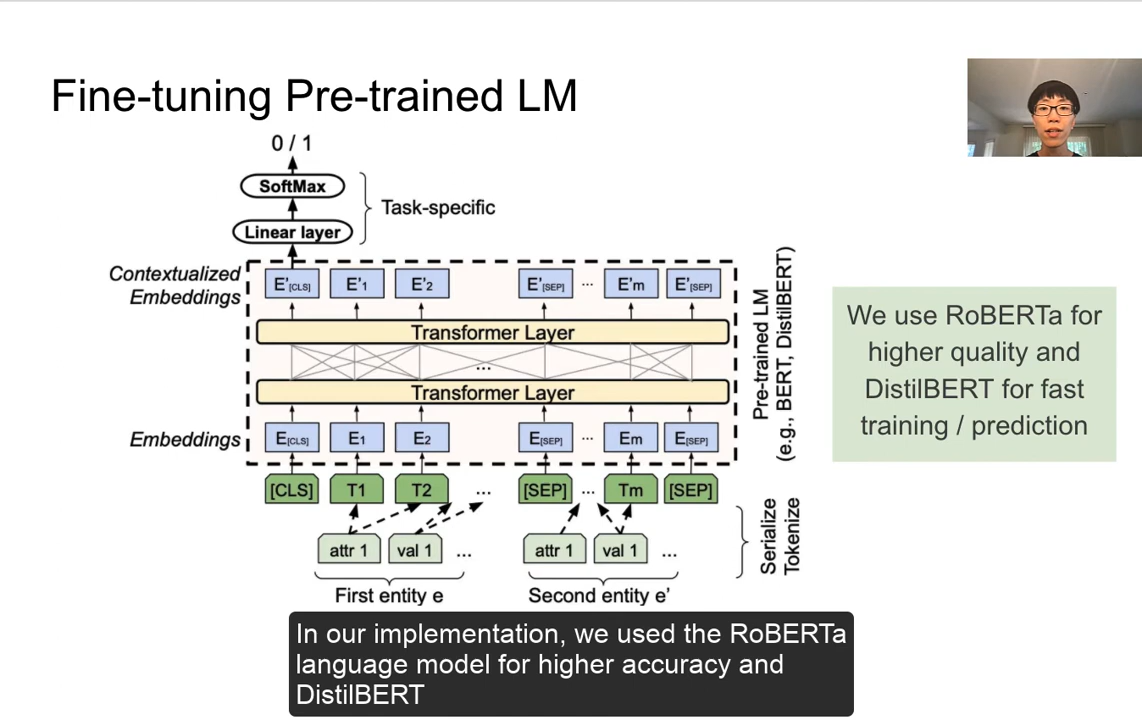 Fine-tuning Pre-trained LM
0 / 1
SoftMax
Linear layer
Task-specific
Contextualized
Embeddings
E'[CLS] E'1 E'2 E'[SEP] ... E'm E'[SEP]
Transformer Layer
...
Transformer Layer
Embeddings
E[CLS] E1 E2 E[SEP] ... Em E[SEP]
[CLS] T1 T2 ... [SEP] ... Tm [SEP]
attr 1 val 1 ... attr 1 val 1 ...
First entity e Second entity e'
Pre-trained LM
(e.g., BERT, DistilBERT)
Serialize
Tokenize
We use RoBERTa for
higher quality and
DistilBERT for fast
training / prediction
In our implementation, we used the RoBERTa
language model for higher accuracy and
DistilBERT